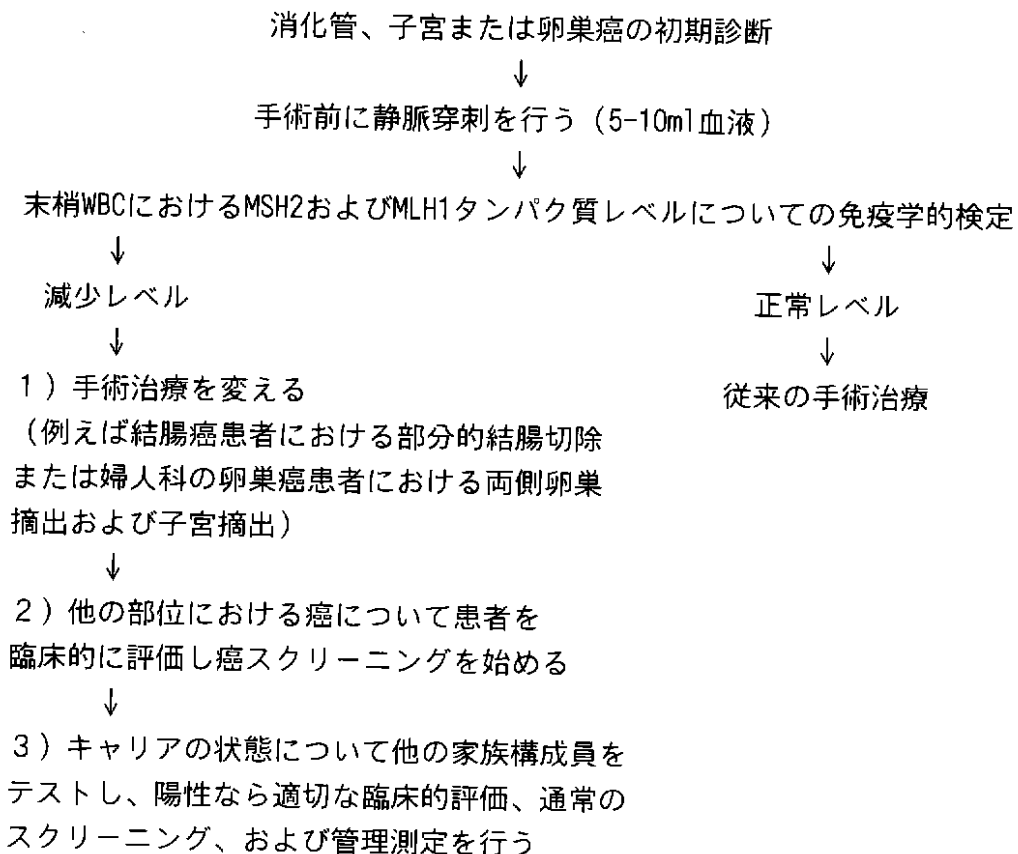 消化管、子宮または卵巣癌の初期診断
↓
手術前に静脈穿刺を行う（5-10ml血液）
↓
末梢WBCにおけるMSH2およびMLH1タンパク質レベルについての免疫学的検定
↓ ↓
減少レベル 正常レベル
↓ ↓
1）手術治療を変える 従来の手術治療
（例えば結腸癌患者における部分的結腸切除
または婦人科の卵巣癌患者における両側卵巣
摘出および子宮摘出）
↓
2）他の部位における癌について患者を
臨床的に評価し癌スクリーニングを始める
↓
3）キャリアの状態について他の家族構成員を
テストし、陽性なら適切な臨床的評価、通常の
スクリーニング、および管理測定を行う